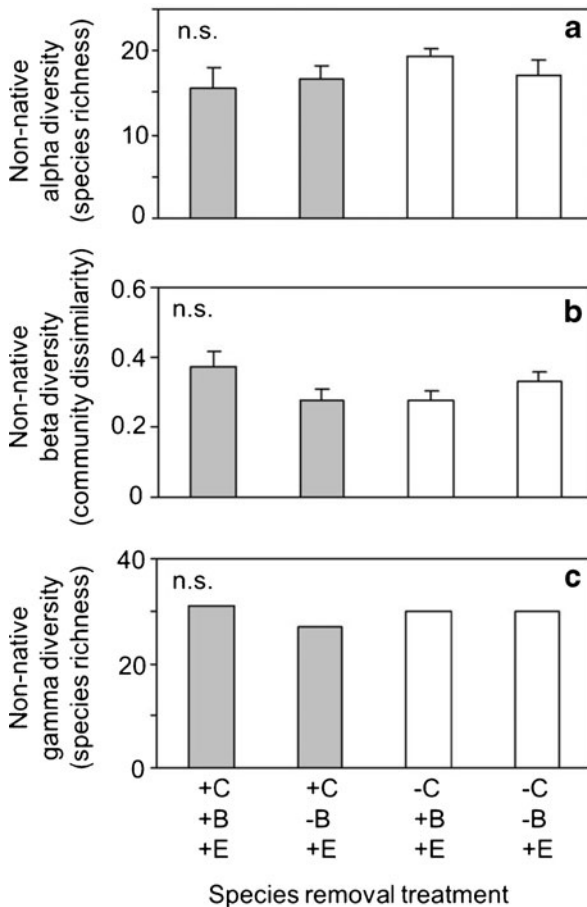 Non-native
alpha diversity
(species richness)
n.s.
a
20
10
0
Non-native
beta diversity
(community dissimilarity)
n.s.
b
0.6
0.4
0.2
0
Non-native
gamma diversity
(species richness)
n.s.
c
40
20
0
+C +C -C -C
+B -B +B -B
+E +E +E +E
Species removal treatment